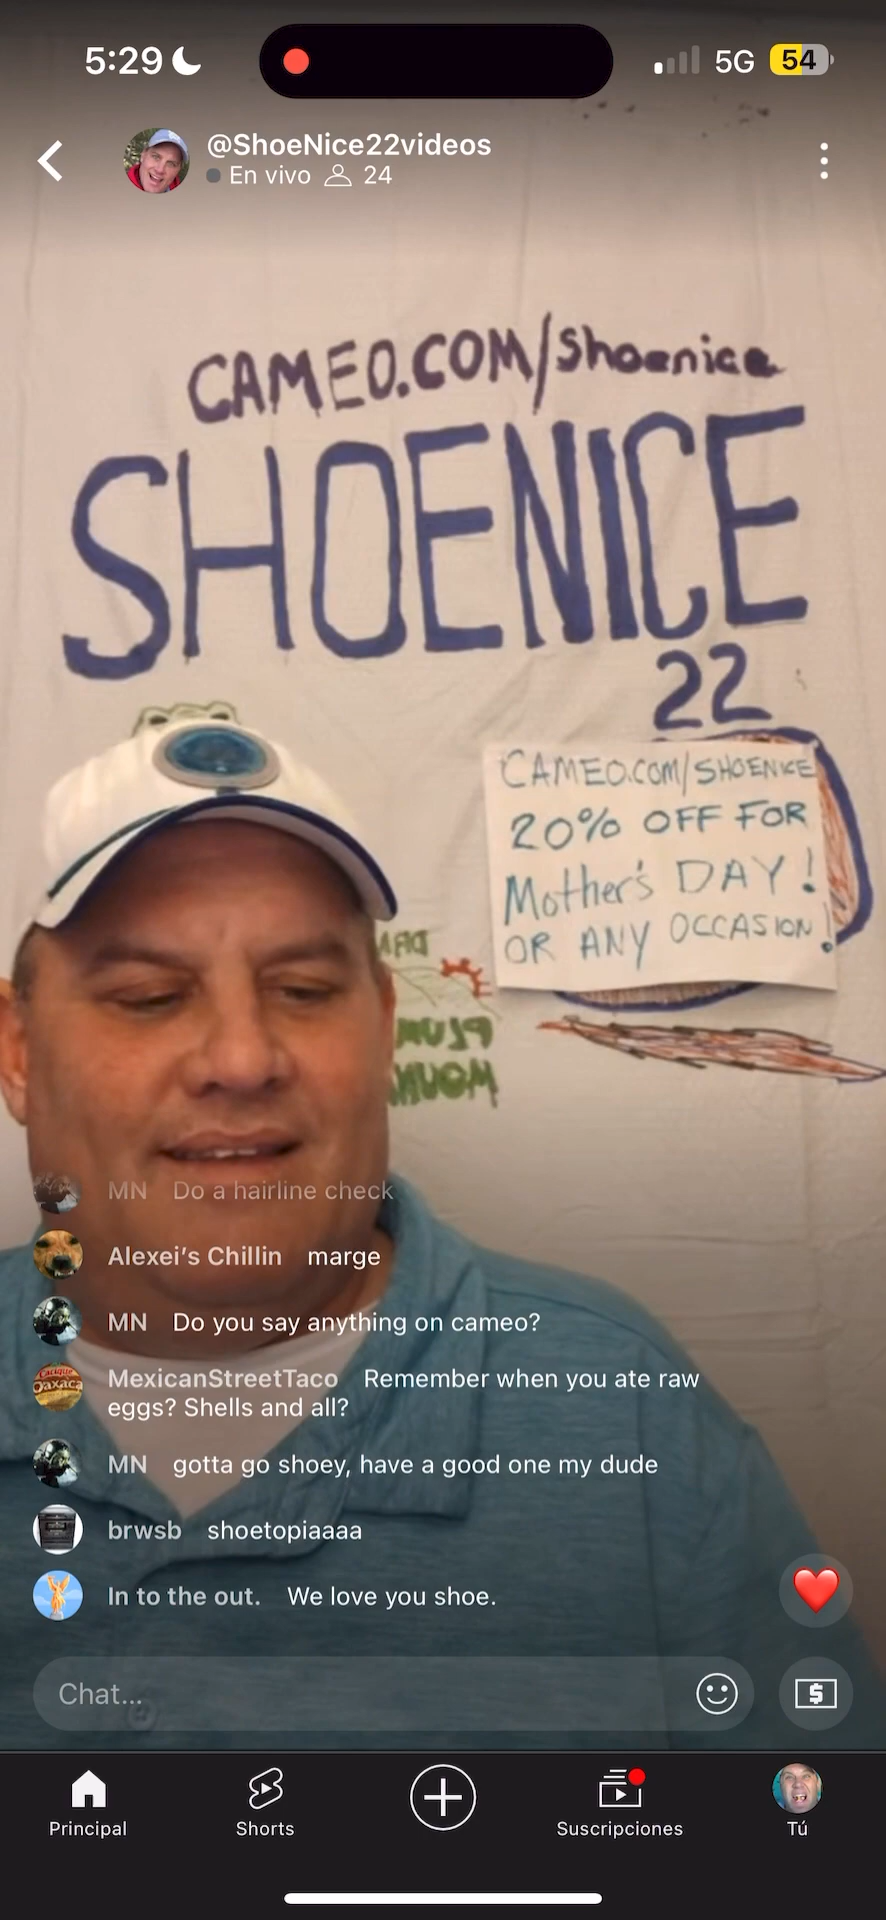 5:29
5G
54
@ShoeNice22videos
En vivo 24
CAMEO.COM/shoenice
SHOENICE
22
CAMEO.COM/SHOENICE
20% OFF FOR
Mother's DAY!
OR ANY OCCASION!
PLUM
MOUN
MN Do a hairline check
Alexei's Chillin marge
MN Do you say anything on cameo?
MexicanStreetTaco Remember when you ate raw
eggs? Shells and all?
MN gotta go shoey, have a good one my dude
brwsb shoetopiaaaa
In to the out. We love you shoe.
Chat...
Principal
Shorts
Suscripciones
Tú